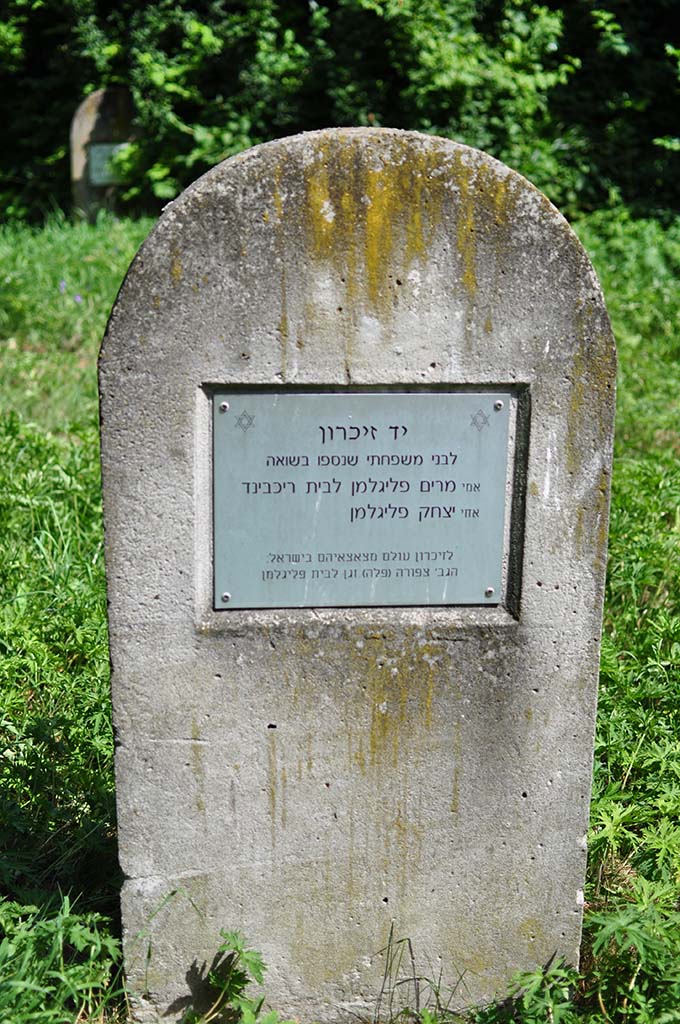 יד זיכרון
לבני משפחתי שנספו בשואה
אמי מרים פליגלמן לבית ריכבינד
אחי יצחק פליגלמן
לזיכרון עולם מצאצאיהם בישראל:
הגב' צפורה (פלה) זגן לבית פליגלמן